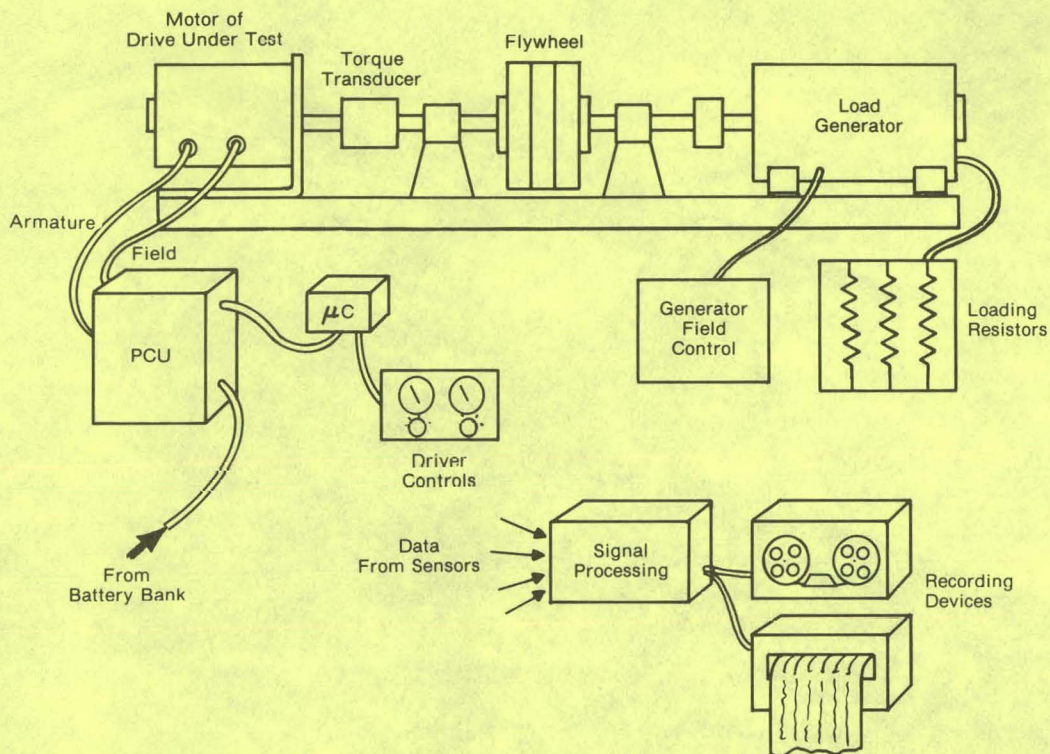 Motor of
Drive Under Test
Torque
Transducer
Flywheel
Load
Generator
Armature
Field
PCU
μC
Driver
Controls
Generator
Field
Control
Loading
Resistors
From
Battery Bank
Data
From Sensors
Signal
Processing
Recording
Devices